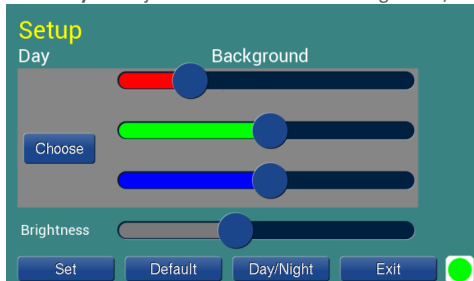 Setup
Day Background
Choose
Brightness
Set Default Day/Night Exit